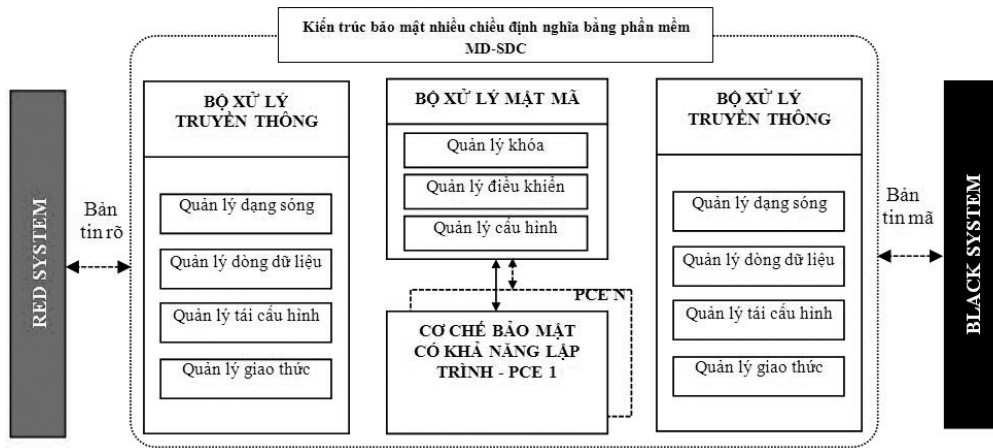 Kiến trúc bảo mật nhiều chiều định nghĩa bằng phần mềm
MD-SDC
RED SYSTEM
Bản
tin rõ
BỘ XỬ LÝ
TRUYỀN THÔNG
Quản lý dạng sóng
Quản lý dòng dữ liệu
Quản lý tái cấu hình
Quản lý giao thức
BỘ XỬ LÝ MẬT MÃ
Quản lý khóa
Quản lý điều khiển
Quản lý cấu hình
PCE N
CƠ CHẾ BẢO MẬT
CÓ KHẢ NĂNG LẬP
TRÌNH - PCE 1
BỘ XỬ LÝ
TRUYỀN THÔNG
Quản lý dạng sóng
Quản lý dòng dữ liệu
Quản lý tái cấu hình
Quản lý giao thức
Bản
tin mã
BLACK SYSTEM